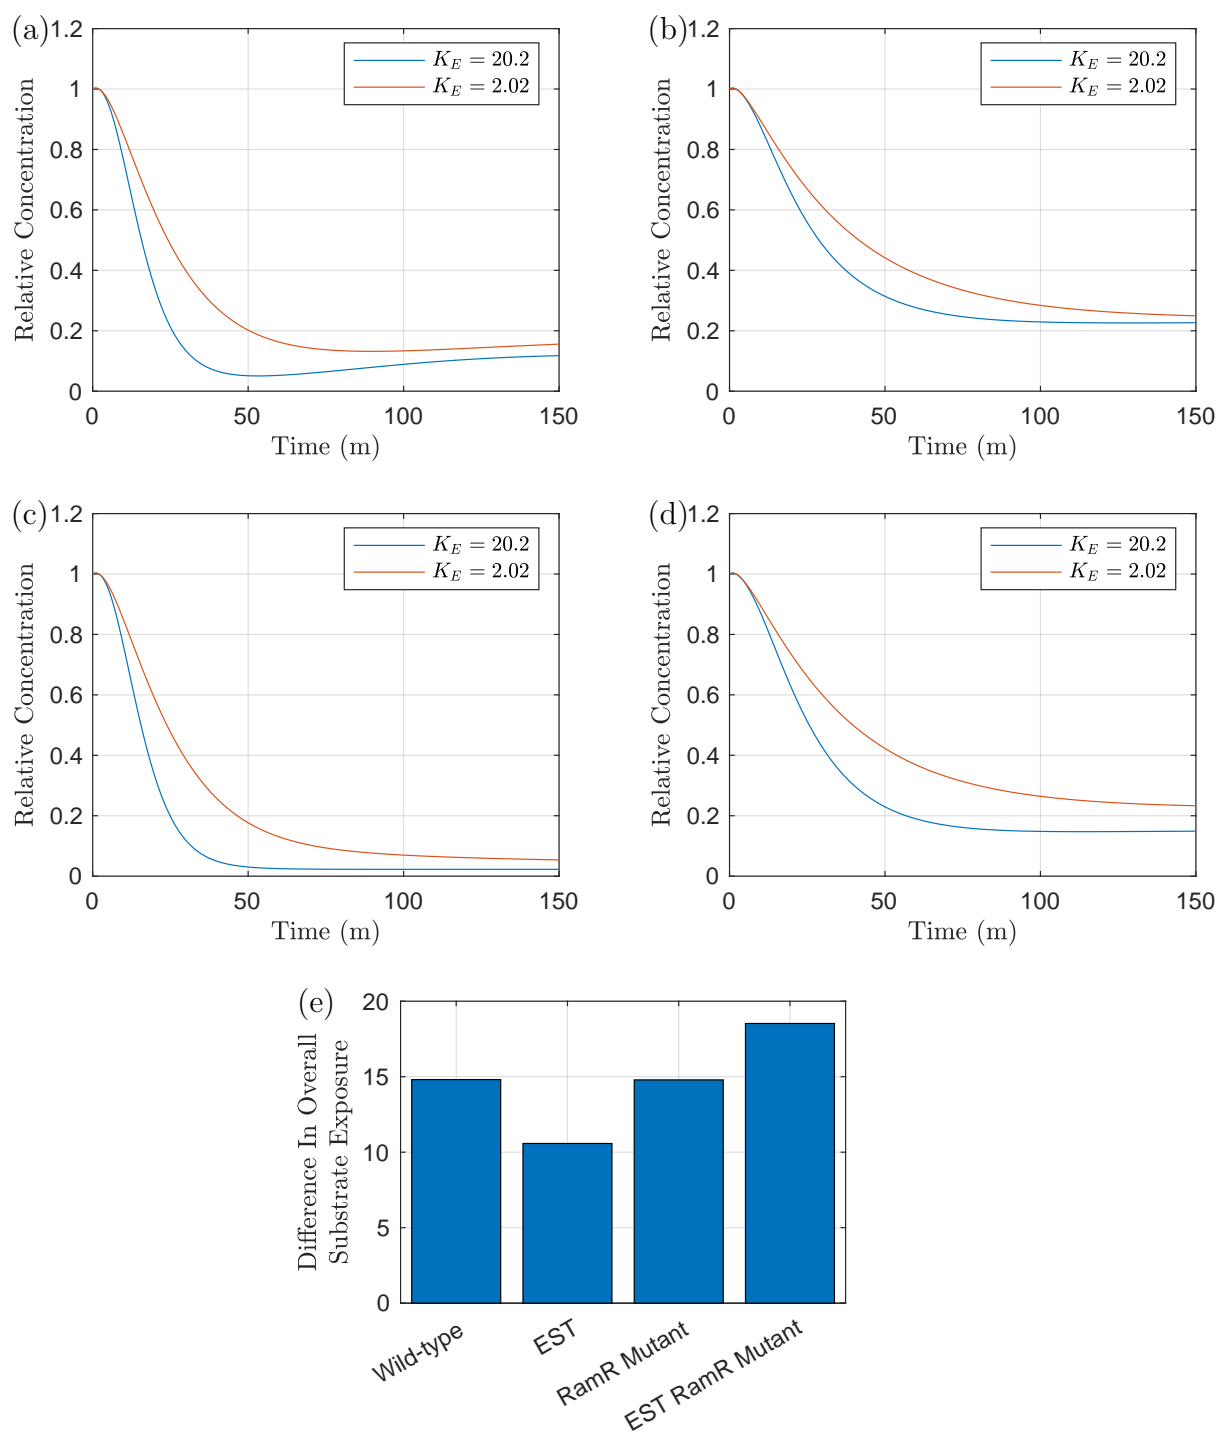 (a)
1.2
1
0.8
0.6
0.4
0.2
0
Relative Concentration
K_E = 20.2
K_E = 2.02
0 50 100 150
Time (m)
(b)
1.2
1
0.8
0.6
0.4
0.2
0
Relative Concentration
K_E = 20.2
K_E = 2.02
0 50 100 150
Time (m)
(c)
1.2
1
0.8
0.6
0.4
0.2
0
Relative Concentration
K_E = 20.2
K_E = 2.02
0 50 100 150
Time (m)
(d)
1.2
1
0.8
0.6
0.4
0.2
0
Relative Concentration
K_E = 20.2
K_E = 2.02
0 50 100 150
Time (m)
(e)
20
15
10
5
0
Difference In Overall
Substrate Exposure
Wild-type
EST
RamR Mutant
EST RamR Mutant